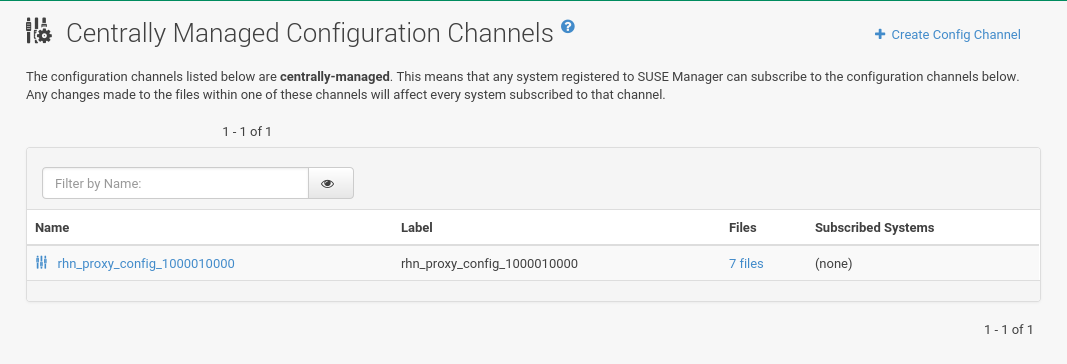 Centrally Managed Configuration Channels ?
+ Create Config Channel
The configuration channels listed below are centrally-managed. This means that any system registered to SUSE Manager can subscribe to the configuration channels below.
Any changes made to the files within one of these channels will affect every system subscribed to that channel.
1 - 1 of 1
Filter by Name:
Name Label Files Subscribed Systems
rhn_proxy_config_1000010000 rhn_proxy_config_1000010000 7 files (none)
1 - 1 of 1